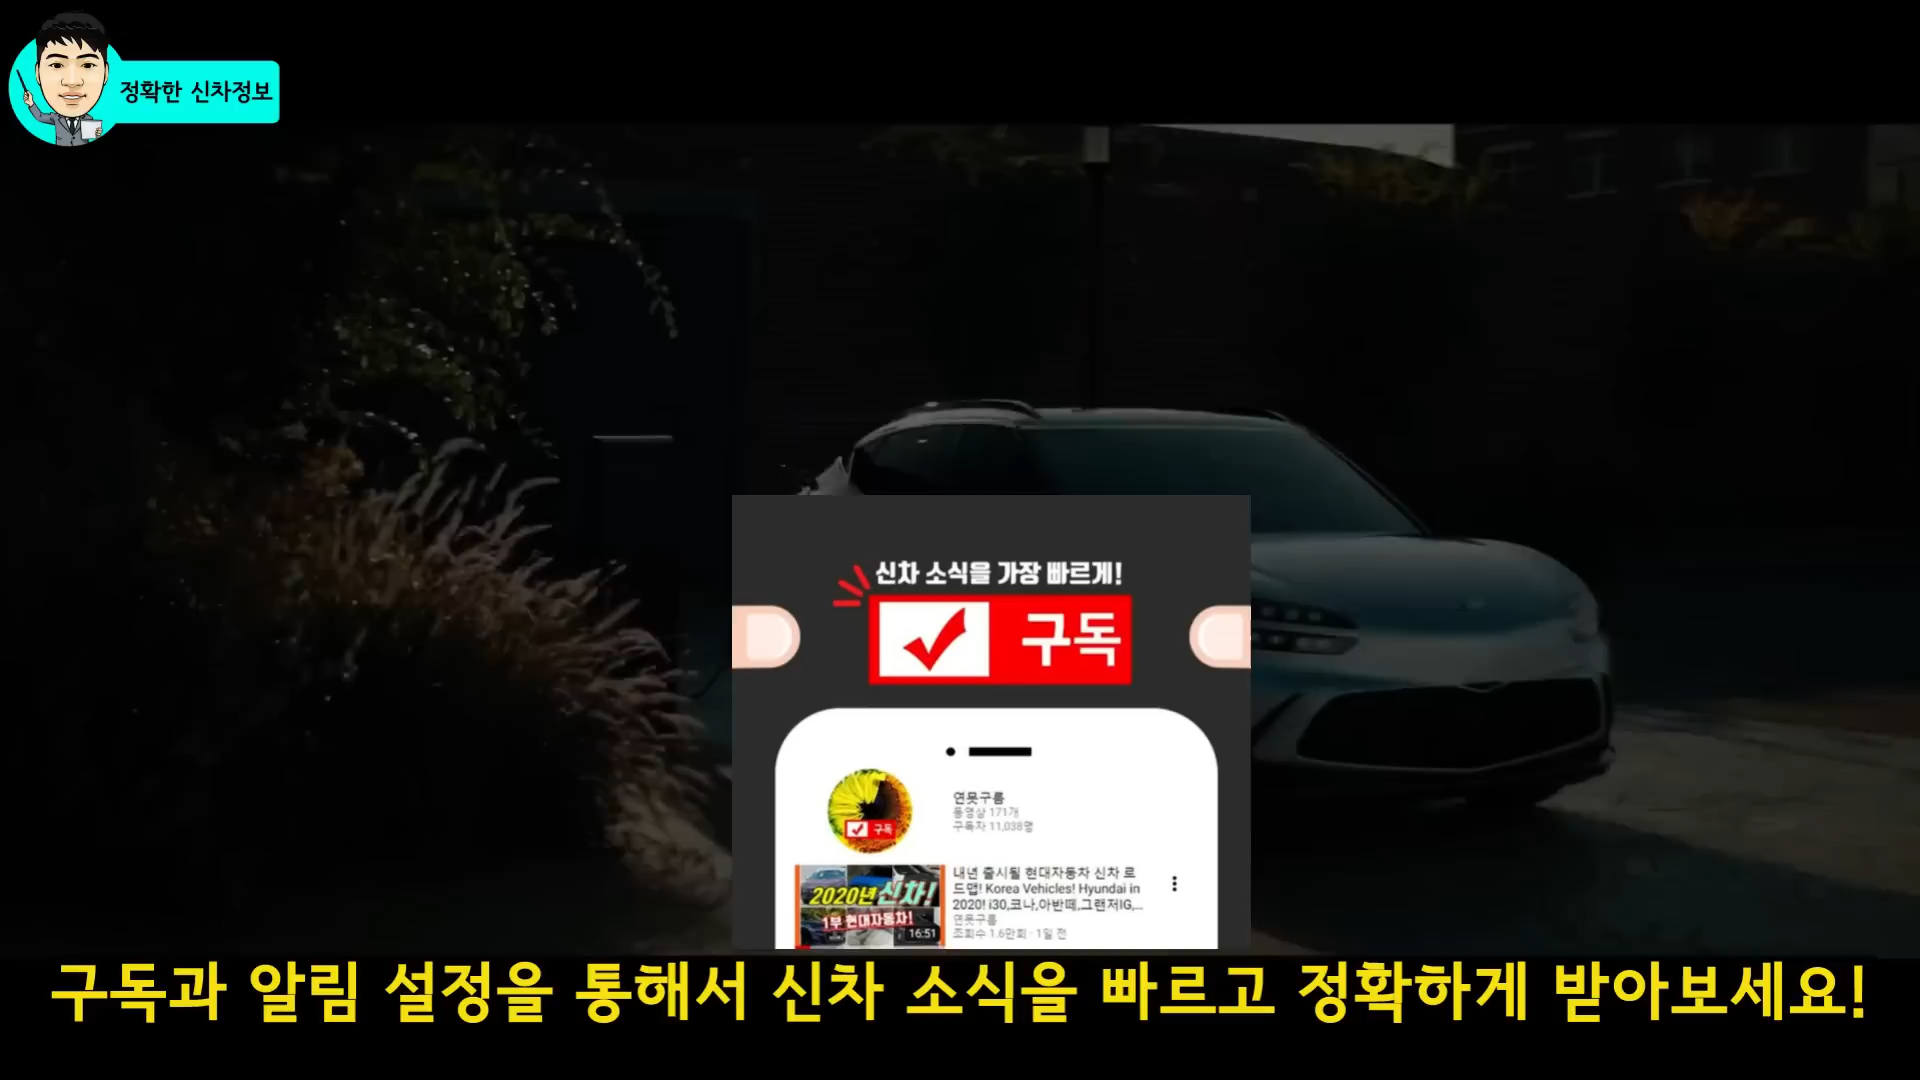 정확한 신차정보
신차 소식을 가장 빠르게!
구독
연못구름
동영상 171개
구독자 11,038명
구독
2020년 신차!
1부 현대자동차!
16:51
내년 출시될 현대자동차 신차 로
드맵! Korea Vehicles! Hyundai in
2020! i30,코나,아반떼,그랜저IG,...
연못구름
조회수 1.6만회 · 1일 전
구독과 알림 설정을 통해서 신차 소식을 빠르고 정확하게 받아보세요!